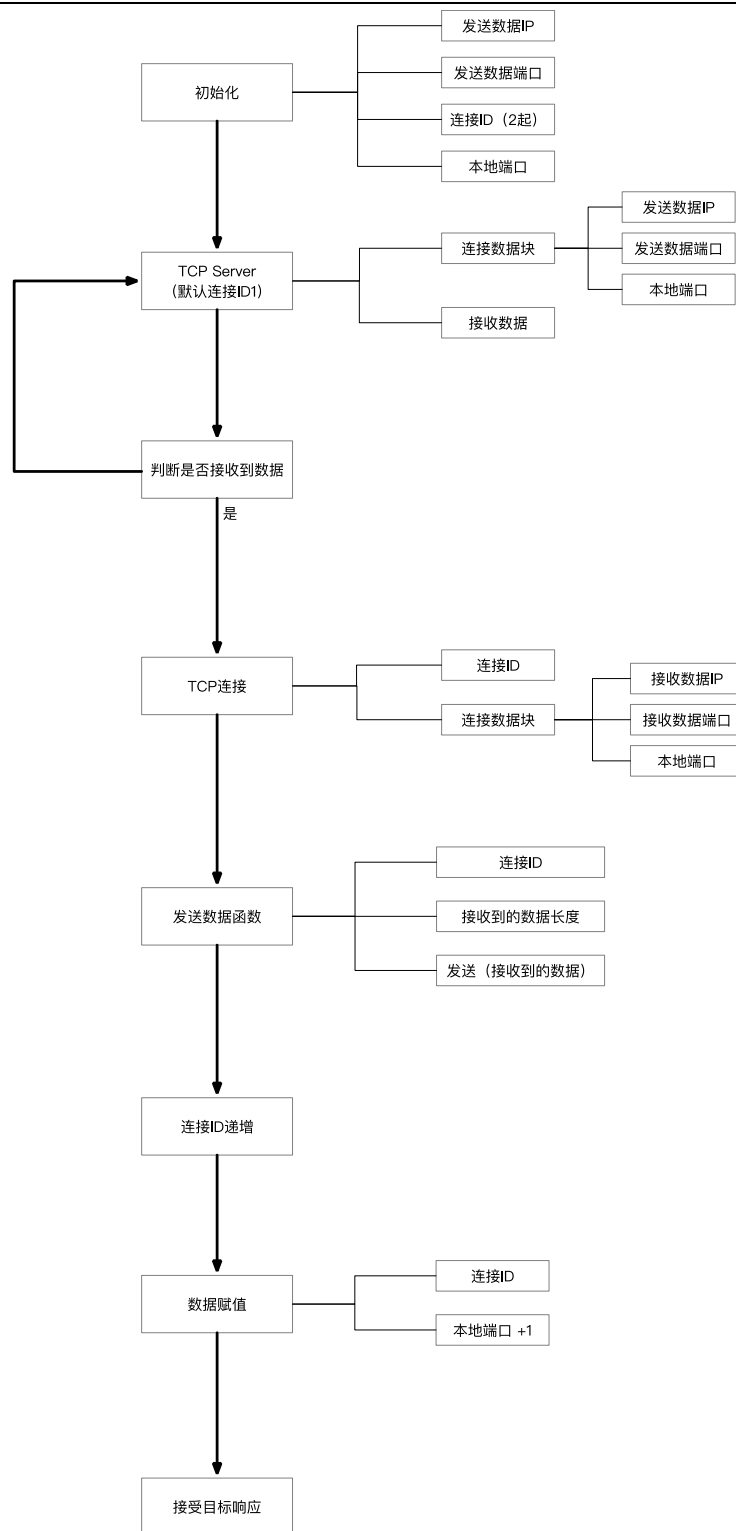 发送数据IP
发送数据端口
初始化
连接ID（2起）
本地端口
发送数据IP
TCP Server
（默认连接ID1）
连接数据块
发送数据端口
本地端口
接收数据
判断是否接收到数据
是
TCP连接
连接ID
接收数据IP
连接数据块
接收数据端口
本地端口
连接ID
发送数据函数
接收到的数据长度
发送（接收到的数据）
连接ID递增
连接ID
数据赋值
本地端口 +1
接受目标响应